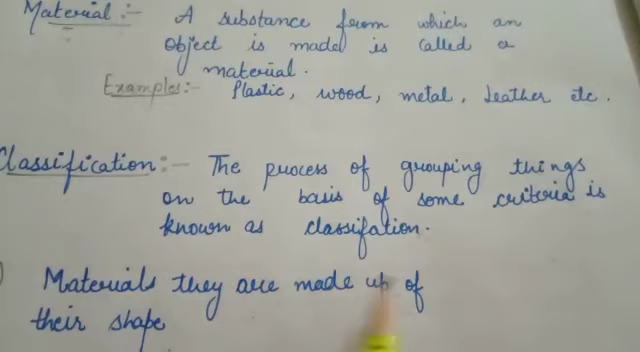 Material :- A substance from which an
object is made is called a
material.
Examples:- Plastic, wood, metal, Leather etc.
Classification :- The process of grouping things
on the basis of some criteria is
known as classifation.
) Materials they are made up of
their shape